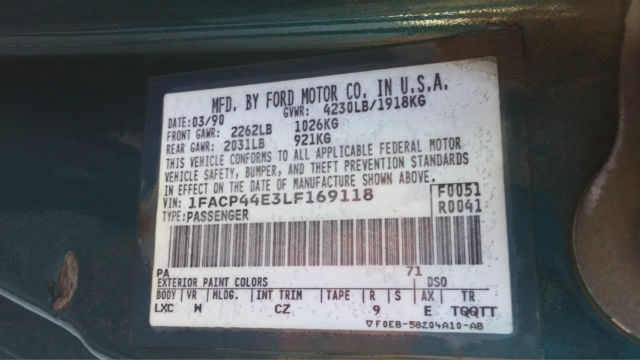 MFD. BY FORD MOTOR CO. IN U.S.A.
DATE: 03/90 GVWR: 4230LB/1918KG
FRONT GAWR: 2262LB 1026KG
REAR GAWR: 2031LB 921KG
THIS VEHICLE CONFORMS TO ALL APPLICABLE FEDERAL MOTOR
VEHICLE SAFETY, BUMPER, AND THEFT PREVENTION STANDARDS
IN EFFECT ON THE DATE OF MANUFACTURE SHOWN ABOVE.
VIN: 1FACP44E3LF169118 F0051
TYPE: PASSENGER R0041
PA 71
EXTERIOR PAINT COLORS DSO
BODY VR MLDG. INT TRIM TAPE R S AX TR
LXC W CZ 9 E TQQTT
▽F0EB-58204A10-AB